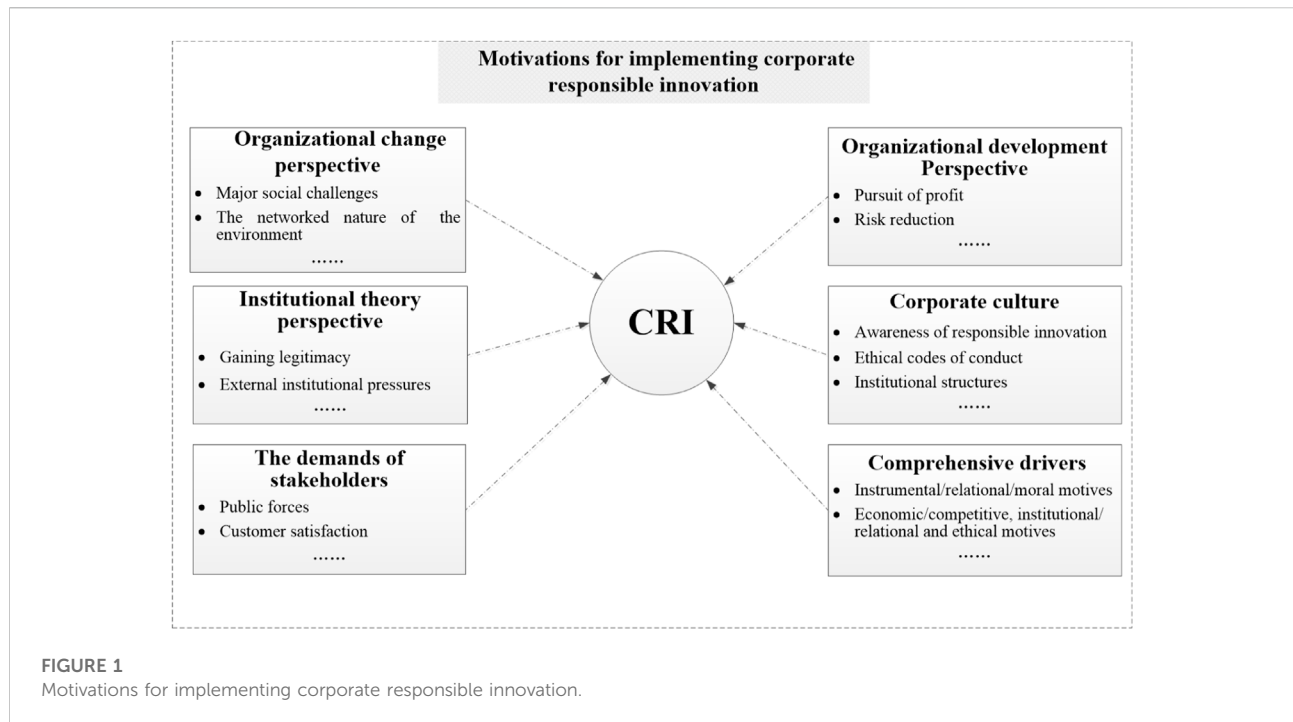 Motivations for implementing corporate
responsible innovation
Organizational change
perspective
• Major social challenges
• The networked nature of the
environment
……
Institutional theory
perspective
• Gaining legitimacy
• External institutional pressures
……
The demands of
stakeholders
• Public forces
• Customer satisfaction
……
CRI
Organizational development
Perspective
• Pursuit of profit
• Risk reduction
……
Corporate culture
• Awareness of responsible innovation
• Ethical codes of conduct
• Institutional structures
……
Comprehensive drivers
• Instrumental/relational/moral motives
• Economic/competitive, institutional/
relational and ethical motives
……
FIGURE 1
Motivations for implementing corporate responsible innovation.